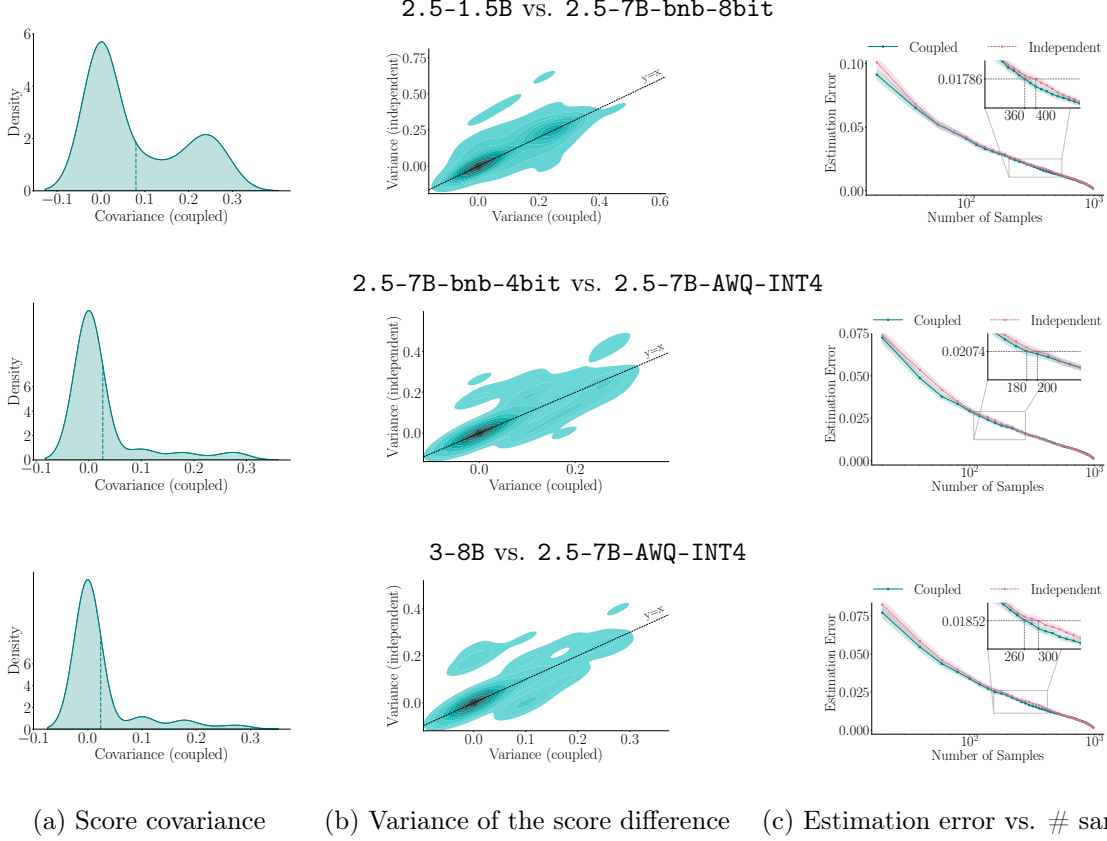 2.5-1.5B vs. 2.5-7B-bnb-8bit
6
4
2
0
Density
−0.1
0.0
0.1
0.2
0.3
Covariance (coupled)
0.75
0.50
0.25
0.00
Variance (independent)
y=x
0.0
0.2
0.4
0.6
Variance (coupled)
Coupled
Independent
0.10
0.05
0.00
Estimation Error
0.01786
360
400
10²
10³
Number of Samples
2.5-7B-bnb-4bit vs. 2.5-7B-AWQ-INT4
6
4
2
0
Density
−0.1
0.0
0.1
0.2
0.3
Covariance (coupled)
0.4
0.2
0.0
Variance (independent)
y=x
0.0
0.2
Variance (coupled)
Coupled
Independent
0.075
0.050
0.025
0.000
Estimation Error
0.02074
180
200
10²
10³
Number of Samples
3-8B vs. 2.5-7B-AWQ-INT4
6
4
2
0
Density
−0.1
0.0
0.1
0.2
0.3
Covariance (coupled)
0.4
0.2
0.0
Variance (independent)
y=x
0.0
0.1
0.2
0.3
Variance (coupled)
Coupled
Independent
0.075
0.050
0.025
0.000
Estimation Error
0.01852
260
300
10²
10³
Number of Samples
(a) Score covariance
(b) Variance of the score difference
(c) Estimation error vs. #